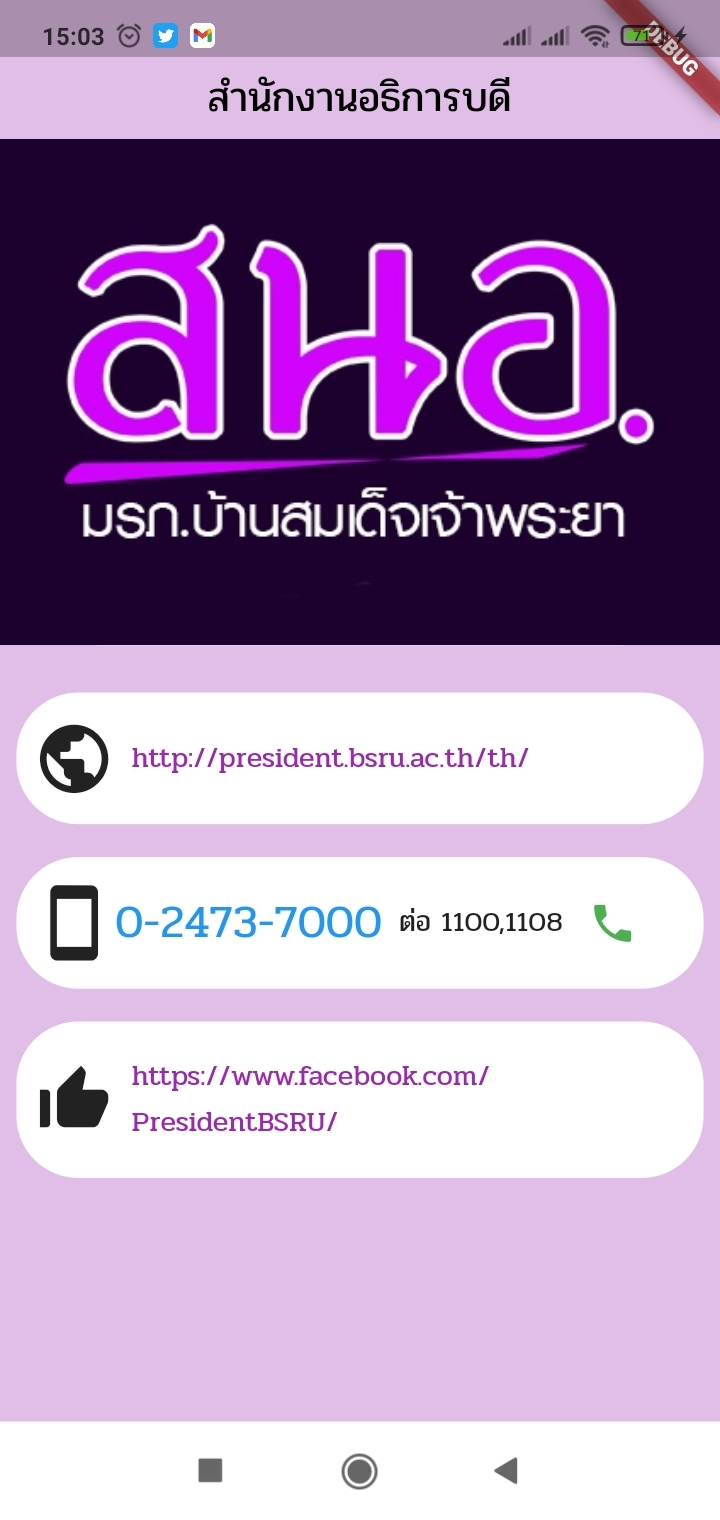 15:03
71
DEBUG
สำนักงานอธิการบดี
สนอ.
มรภ.บ้านสมเด็จเจ้าพระยา
http://president.bsru.ac.th/th/
0-2473-7000 ต่อ 1100,1108
https://www.facebook.com/
PresidentBSRU/